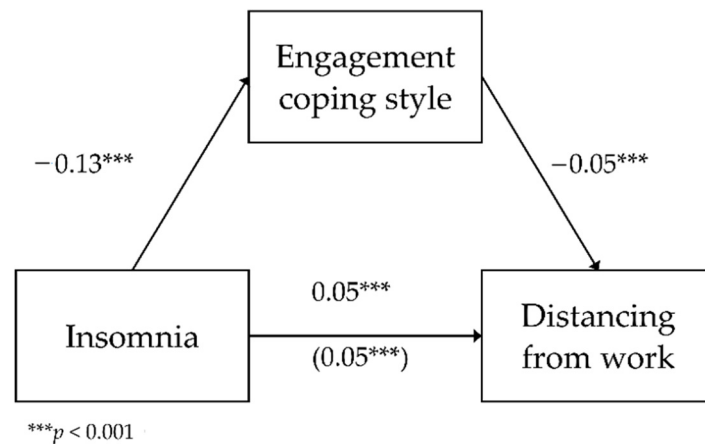 Engagement
coping style
−0.13***
−0.05***
0.05***
Insomnia
(0.05***)
Distancing
from work
***p < 0.001